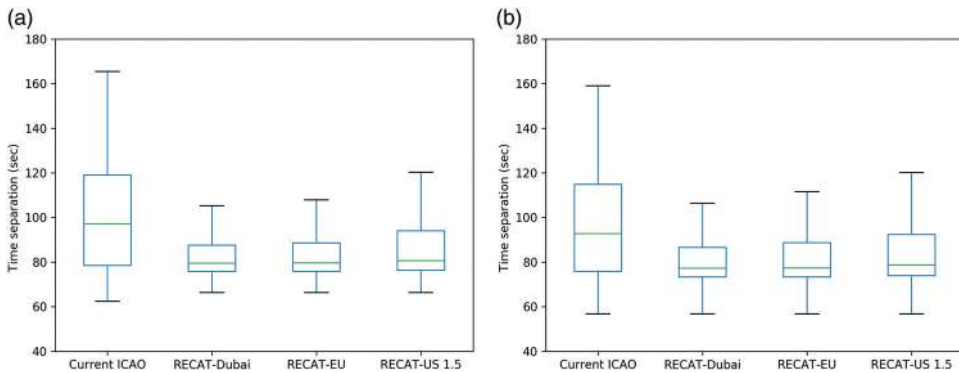 (a)
180
160
140
120
100
80
60
40
Time separation (sec)
Current ICAO RECAT-Dubai RECAT-EU RECAT-US 1.5
(b)
180
160
140
120
100
80
60
40
Time separation (sec)
Current ICAO RECAT-Dubai RECAT-EU RECAT-US 1.5